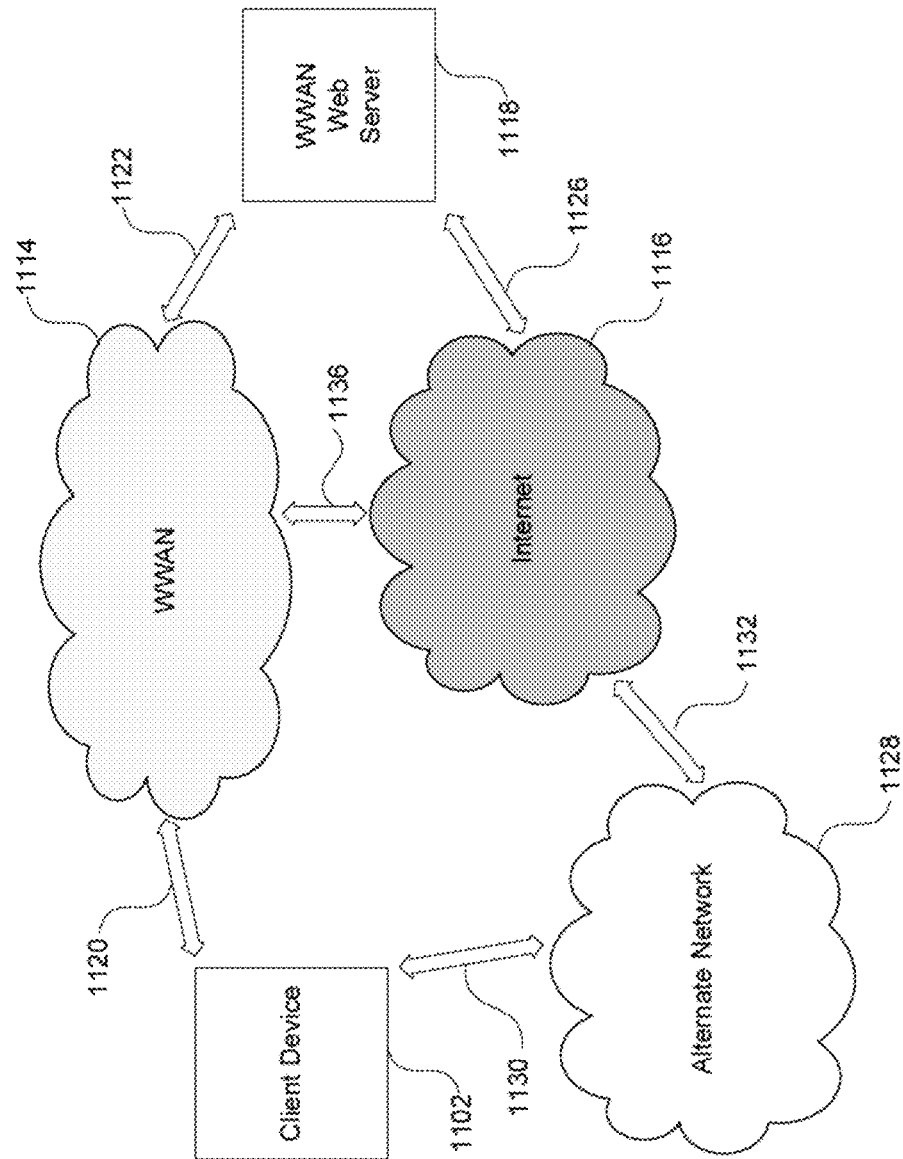 1114
1122
WWAN
WWAN
Web
Server
1118
1120
1136
1126
Client Device
1102
1130
Internet
1116
1132
Alternate Network
1128